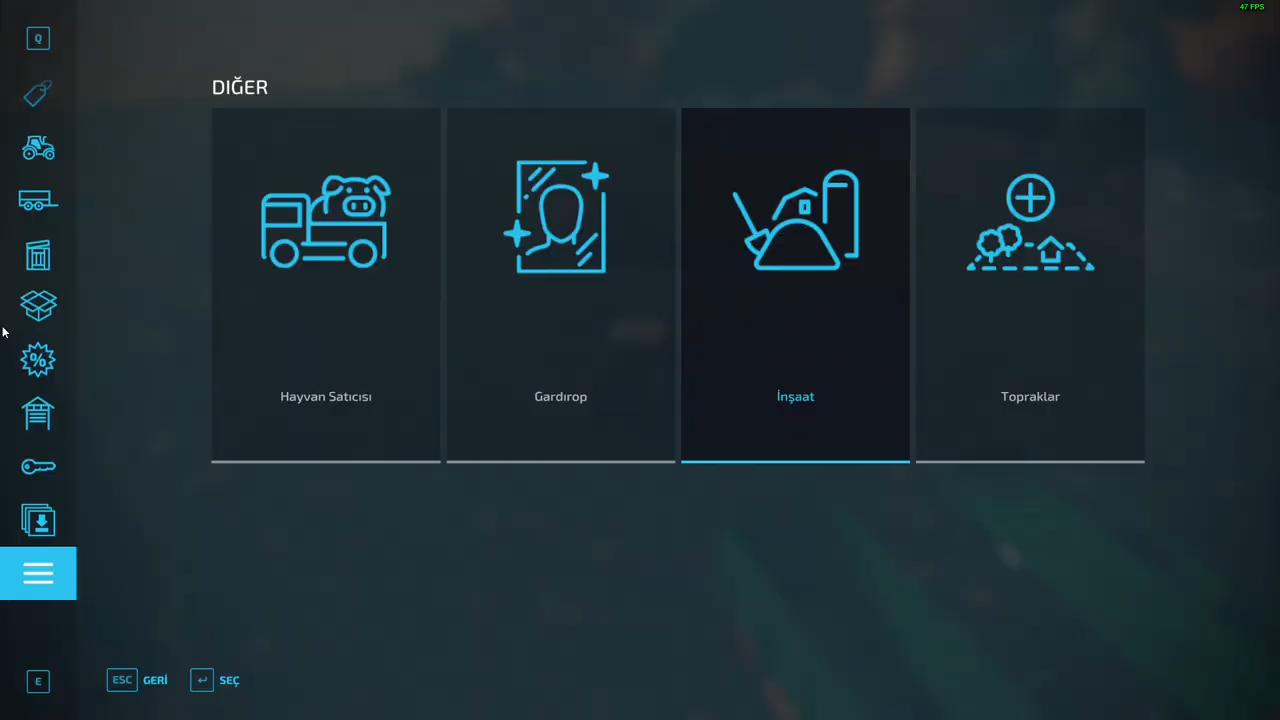 47 FPS
Q
DIĞER
%
Hayvan Satıcısı
Gardırop
İnşaat
Topraklar
E
ESC GERİ
SEÇ